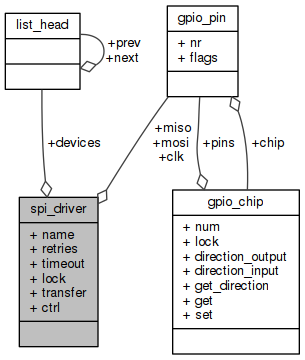 list_head
gpio_pin
+ nr
+ flags
+prev
+next
+devices
+miso
+mosi
+clk
+pins
+chip
spi_driver
+ name
+ retries
+ timeout
+ lock
+ transfer
+ ctrl
gpio_chip
+ num
+ lock
+ direction_output
+ direction_input
+ get_direction
+ get
+ set